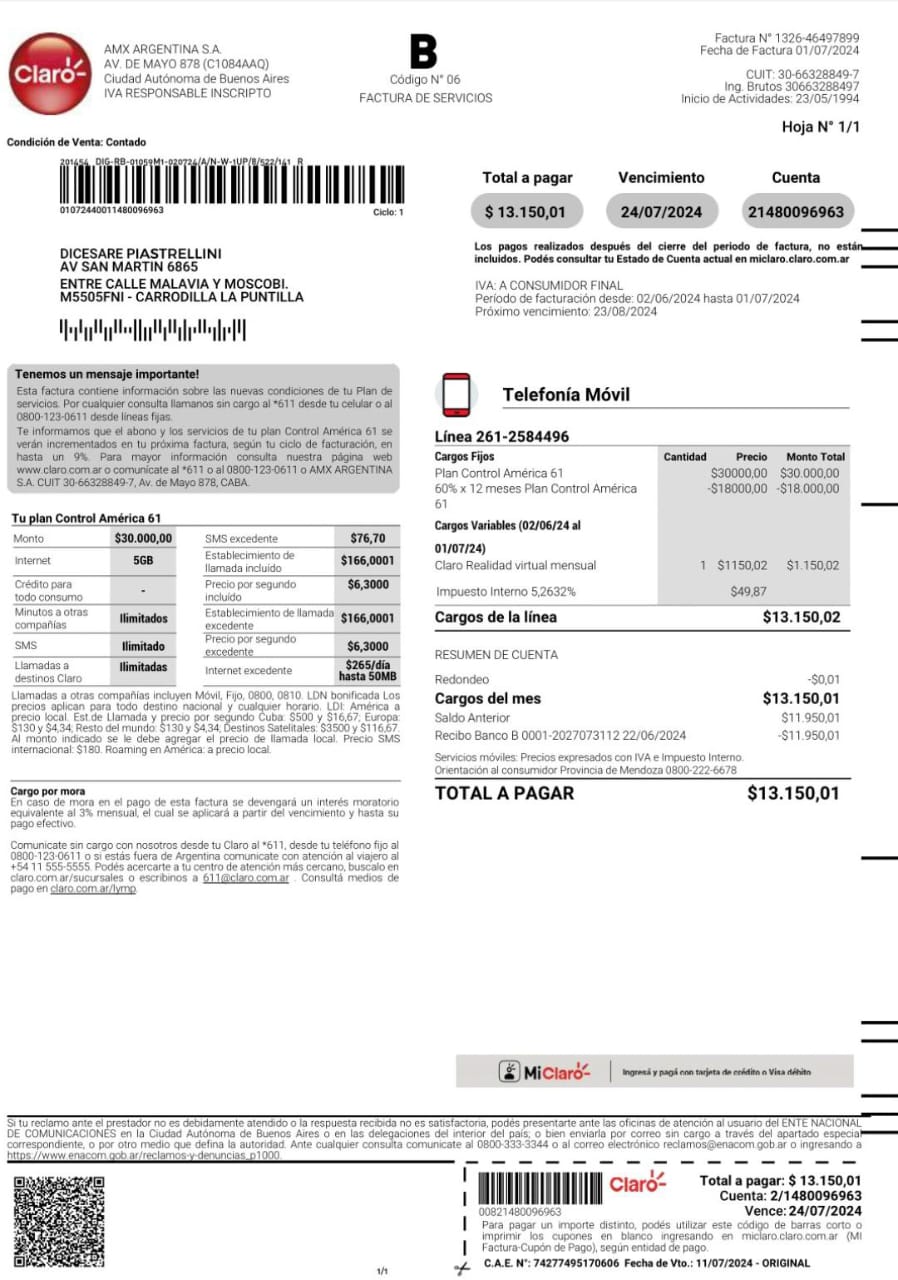 Claro
AMX ARGENTINA S.A.
AV. DE MAYO 878 (C1084AAQ)
Ciudad Autónoma de Buenos Aires
IVA RESPONSABLE INSCRIPTO
B
Código N° 06
FACTURA DE SERVICIOS
Factura N° 1326-46497899
Fecha de Factura 01/07/2024
CUIT: 30-66328849-7
Ing. Brutos 30663288497
Inicio de Actividades: 23/05/1994
Hoja N° 1/1
Condición de Venta: Contado
201454 DIG-RB-01059M1-020724/A/N-W-1UP/8/522/141 R
01072440011480096963
Ciclo: 1
Total a pagar Vencimiento Cuenta
$ 13.150,01 24/07/2024 21480096963
Los pagos realizados después del cierre del periodo de factura, no están
incluidos. Podés consultar tu Estado de Cuenta actual en miclaro.claro.com.ar
DICESARE PIASTRELLINI
AV SAN MARTIN 6865
ENTRE CALLE MALAVIA Y MOSCOBI.
M5505FNI - CARRODILLA LA PUNTILLA
IVA: A CONSUMIDOR FINAL
Período de facturación desde: 02/06/2024 hasta 01/07/2024
Próximo vencimiento: 23/08/2024
Tenemos un mensaje importante!
Esta factura contiene información sobre las nuevas condiciones de tu Plan de
servicios. Por cualquier consulta llamanos sin cargo al *611 desde tu celular o al
0800-123-0611 desde líneas fijas.
Te informamos que el abono y los servicios de tu plan Control América 61 se
verán incrementados en tu próxima factura, según tu ciclo de facturación, en
hasta un 9%. Para mayor información consulta nuestra página web
www.claro.com.ar o comunícate al *611 o al 0800-123-0611 o AMX ARGENTINA
S.A. CUIT 30-66328849-7, Av. de Mayo 878, CABA.
Tu plan Control América 61
Monto $30.000,00 SMS excedente $76,70
Internet 5GB Establecimiento de llamada incluído $166,0001
Crédito para todo consumo - Precio por segundo incluído $6,3000
Minutos a otras compañías Ilimitados Establecimiento de llamada excedente $166,0001
SMS Ilimitado Precio por segundo excedente $6,3000
Llamadas a destinos Claro Ilimitadas Internet excedente $265/día hasta 50MB
Llamadas a otras compañías incluyen Móvil, Fijo, 0800, 0810. LDN bonificada Los
precios aplican para todo destino nacional y cualquier horario. LDI: América a
precio local. Est.de Llamada y precio por segundo Cuba: $500 y $16,67; Europa:
$130 y $4,34; Resto del mundo: $130 y $4,34; Destinos Satelitales: $3500 y $116,67.
Al monto indicado se le debe agregar el precio de llamada local. Precio SMS
internacional: $180. Roaming en América: a precio local.
Cargo por mora
En caso de mora en el pago de esta factura se devengará un interés moratorio
equivalente al 3% mensual, el cual se aplicará a partir del vencimiento y hasta su
pago efectivo.
Comunicate sin cargo con nosotros desde tu Claro al *611, desde tu teléfono fijo al
0800-123-0611 o si estás fuera de Argentina comunicate con atención al viajero al
+54 11 555-5555. Podés acercarte a tu centro de atención más cercano, buscalo en
claro.com.ar/sucursales o escribinos a 611@claro.com.ar . Consultá medios de
pago en claro.com.ar/lymp.
Telefonía Móvil
Línea 261-2584496
Cargos Fijos Cantidad Precio Monto Total
Plan Control América 61 $30000,00 $30.000,00
60% x 12 meses Plan Control América -$18000,00 -$18.000,00
61
Cargos Variables (02/06/24 al
01/07/24)
Claro Realidad virtual mensual 1 $1150,02 $1.150,02
Impuesto Interno 5,2632% $49,87
Cargos de la línea $13.150,02
RESUMEN DE CUENTA
Redondeo -$0,01
Cargos del mes $13.150,01
Saldo Anterior $11.950,01
Recibo Banco B 0001-2027073112 22/06/2024 -$11.950,01
Servicios móviles: Precios expresados con IVA e Impuesto Interno.
Orientación al consumidor Provincia de Mendoza 0800-222-6678
TOTAL A PAGAR $13.150,01
MiClaro Ingresá y pagá con tarjeta de crédito o Visa débito
Si tu reclamo ante el prestador no es debidamente atendido o la respuesta recibida no es satisfactoria, podés presentarte ante las oficinas de atención al usuario del ENTE NACIONAL
DE COMUNICACIONES en la Ciudad Autónoma de Buenos Aires o en las delegaciones del interior del país; o bien enviarla por correo sin cargo a través del apartado especial
correspondiente, o por otro medio que defina la autoridad. Ante cualquier consulta comunicate al 0800-333-3344 o al correo electrónico reclamos@enacom.gob.ar o ingresando a
https://www.enacom.gob.ar/reclamos-y-denuncias_p1000.
00821480096963
Claro
Total a pagar: $ 13.150,01
Cuenta: 2/1480096963
Vence: 24/07/2024
Para pagar un importe distinto, podés utilizar este código de barras corto o
imprimir los cupones en blanco ingresando en miclaro.claro.com.ar (MI
Factura-Cupón de Pago), según entidad de pago.
C.A.E. N°: 74277495170606 Fecha de Vto.: 11/07/2024 - ORIGINAL
1/1